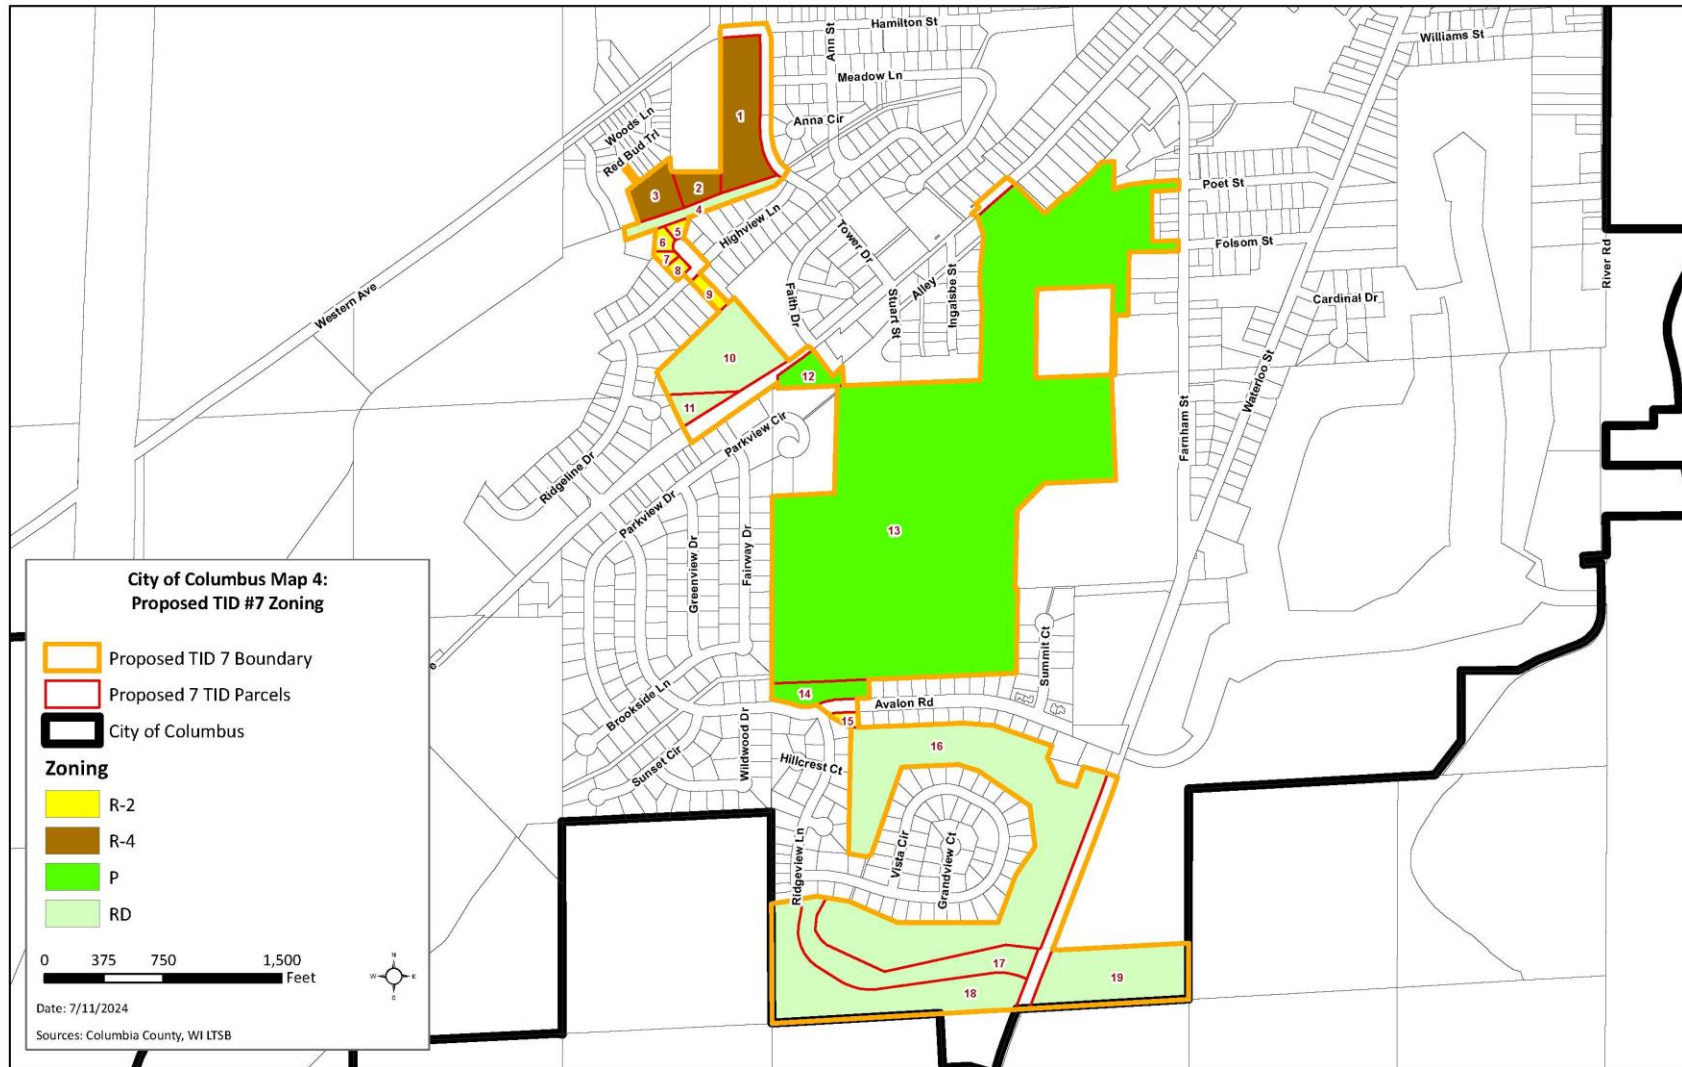 Hamilton St
Williams St
Ann St
Meadow Ln
Anna Cir
Woods Ln
Red Bud Trl
1
2
3
4
5
6
7
8
9
Highview Ln
Tower Dr
Poet St
Folsom St
River Rd
Alley
Ingalsbe St
Stuart St
Faith Dr
Cardinal Dr
Western Ave
Waterloo St
Farnham St
10
11
12
Parkview Cir
Ridgeline Dr
Parkview Dr
Greenview Dr
Fairway Dr
13
Summit Ct
Brookside Ln
14
15
Avalon Rd
Sunset Cir
Wildwood Dr
Hillcrest Ct
16
Ridgeview Ln
Vista Cir
Grandview Ct
17
18
19
City of Columbus Map 4:
Proposed TID #7 Zoning
Proposed TID 7 Boundary
Proposed 7 TID Parcels
City of Columbus
Zoning
R-2
R-4
P
RD
0 375 750 1,500
Feet
N
W E
S
Date: 7/11/2024
Sources: Columbia County, WI LTSB